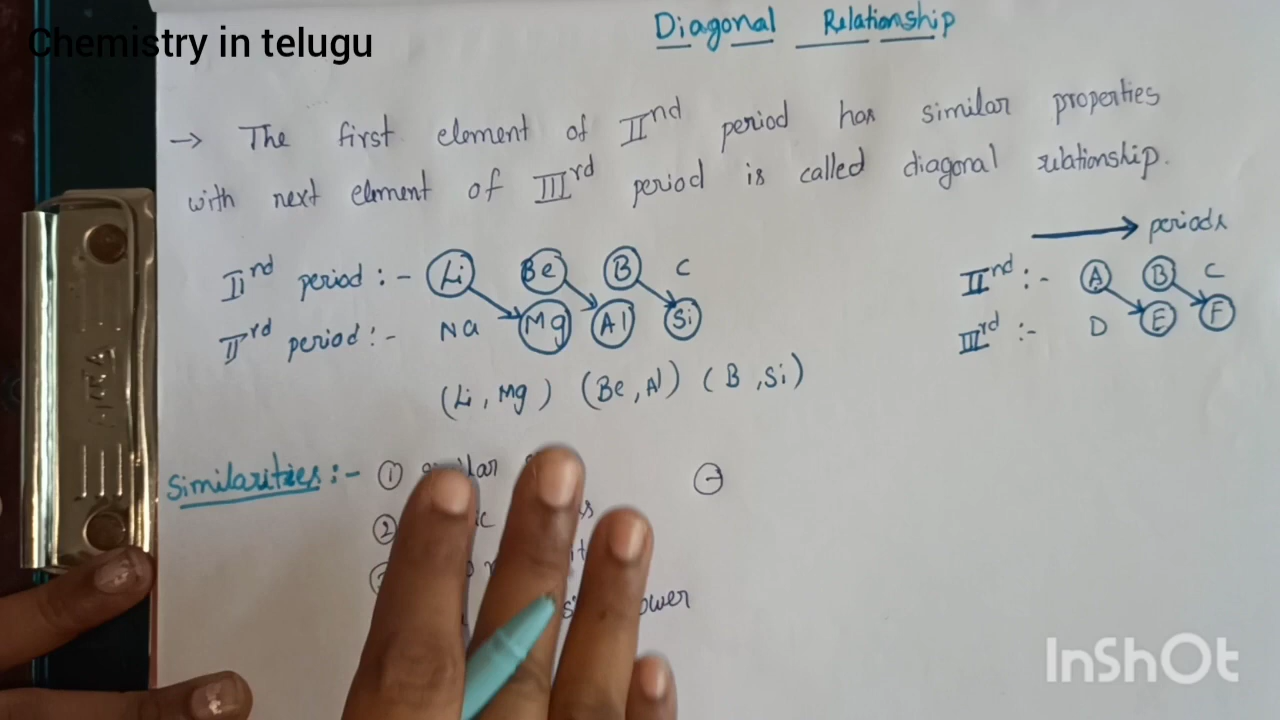 Chemistry in telugu
Diagonal Relationship
→ The first element of IInd period has similar properties
with next element of IIIrd period is called diagonal relationship.
→ periods
IInd period :- Li Be B C
IIrd period :- Na Mg Al Si
(Li, Mg) (Be, Al) (B, Si)
IInd :- A B C
IIIrd :- D E F
Similarities :- ①
②
ower
InShOt